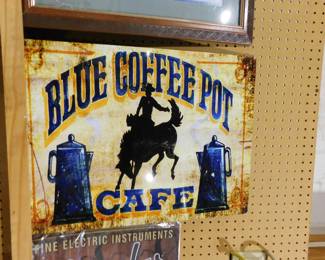 BLUE COFFEE POT
CAFE
FINE ELECTRIC INSTRUMENTS